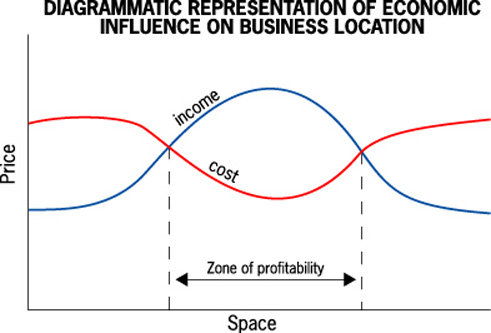 DIAGRAMMATIC REPRESENTATION OF ECONOMIC
INFLUENCE ON BUSINESS LOCATION
income
cost
Price
Zone of profitability
Space